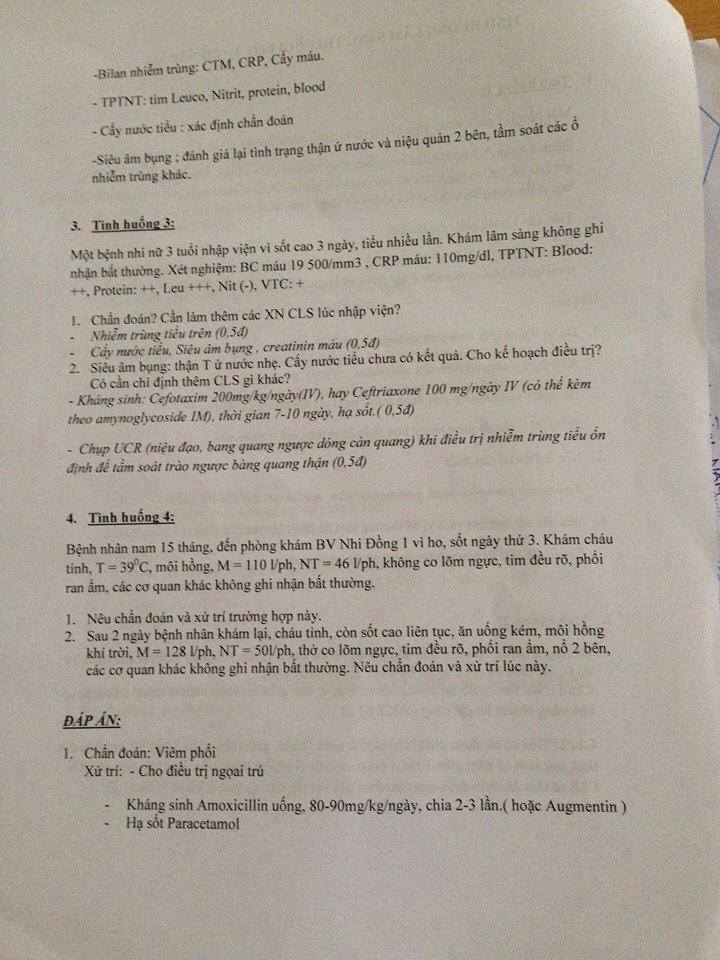 -Bilan nhiễm trùng: CTM, CRP, Cấy máu.
- TPTNT: tìm Leuco, Nitrit, protein, blood
- Cấy nước tiểu : xác định chẩn đoán
-Siêu âm bụng ; đánh giá lại tình trạng thận ứ nước và niệu quản 2 bên, tầm soát các ổ
nhiễm trùng khác.
3. Tình huống 3:
Một bệnh nhi nữ 3 tuổi nhập viện vì sốt cao 3 ngày, tiểu nhiều lần. Khám lâm sàng không ghi
nhận bất thường. Xét nghiệm: BC máu 19 500/mm3 , CRP máu: 110mg/dl, TPTNT: Blood:
++, Protein: ++, Leu +++, Nit (-), VTC: +
1. Chẩn đoán? Cần làm thêm các XN CLS lúc nhập viện?
- Nhiễm trùng tiểu trên (0,5đ)
- Cấy nước tiểu, Siêu âm bụng , creatinin máu (0,5đ)
2. Siêu âm bụng: thận T ứ nước nhẹ. Cấy nước tiểu chưa có kết quả. Cho kế hoạch điều trị?
Có cần chỉ định thêm CLS gì khác?
- Kháng sinh: Cefotaxim 200mg/kg/ngày(IV), hay Ceftriaxone 100 mg/ngày IV (có thể kèm
theo amynoglycoside IM), thời gian 7-10 ngày, hạ sốt.( 0,5đ)
- Chụp UCR (niệu đạo, bang quang ngược dòng cản quang) khi điều trị nhiễm trùng tiểu ổn
định để tầm soát trào ngược bàng quang thận (0,5đ)
4. Tình huống 4:
Bệnh nhân nam 15 tháng, đến phòng khám BV Nhi Đồng 1 vì ho, sốt ngày thứ 3. Khám cháu
tỉnh, T = 39⁰C, môi hồng, M = 110 l/ph, NT = 46 l/ph, không co lõm ngực, tim đều rõ, phổi
ran ẩm, các cơ quan khác không ghi nhận bất thường.
1. Nêu chẩn đoán và xử trí trường hợp này.
2. Sau 2 ngày bệnh nhân khám lại, cháu tỉnh, còn sốt cao liên tục, ăn uống kém, môi hồng
khí trời, M = 128 l/ph, NT = 50l/ph, thở co lõm ngực, tim đều rõ, phổi ran ẩm, nổ 2 bên,
các cơ quan khác không ghi nhận bất thường. Nêu chẩn đoán và xử trí lúc này.
ĐÁP ÁN:
1. Chẩn đoán: Viêm phổi
Xử trí: - Cho điều trị ngoại trú
- Kháng sinh Amoxicillin uống, 80-90mg/kg/ngày, chia 2-3 lần.( hoặc Augmentin )
- Hạ sốt Paracetamol